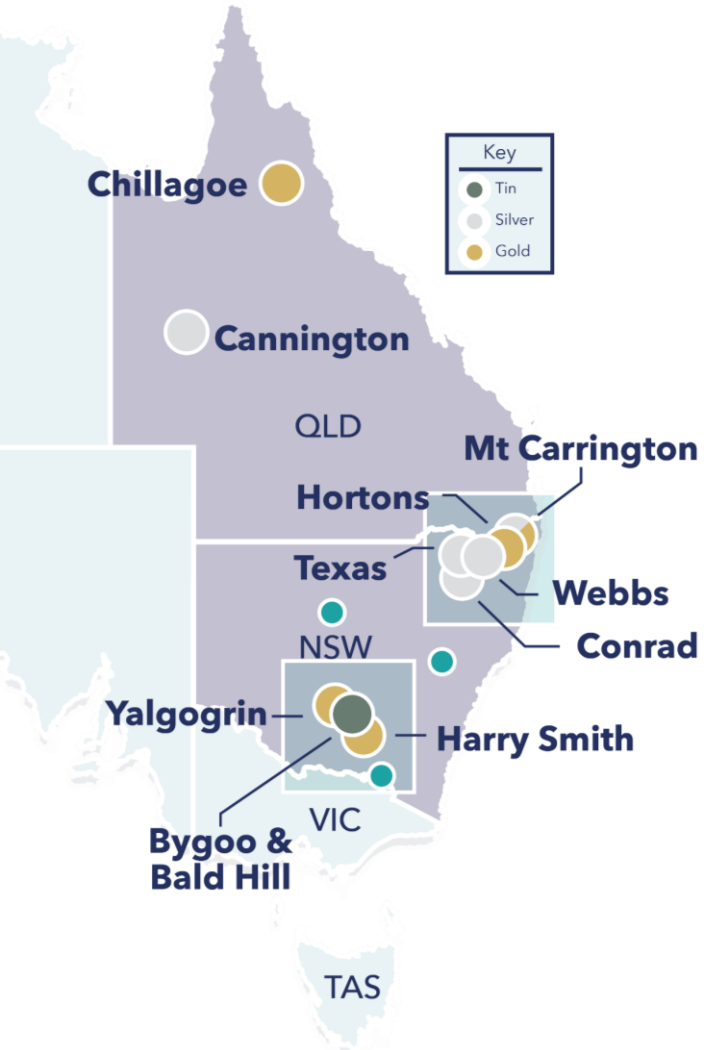 Key
Tin
Silver
Gold
Chillagoe
Cannington
QLD
Mt Carrington
Hortons
Texas
Webbs
NSW
Conrad
Yalgogrin
Harry Smith
VIC
Bygoo &
Bald Hill
TAS